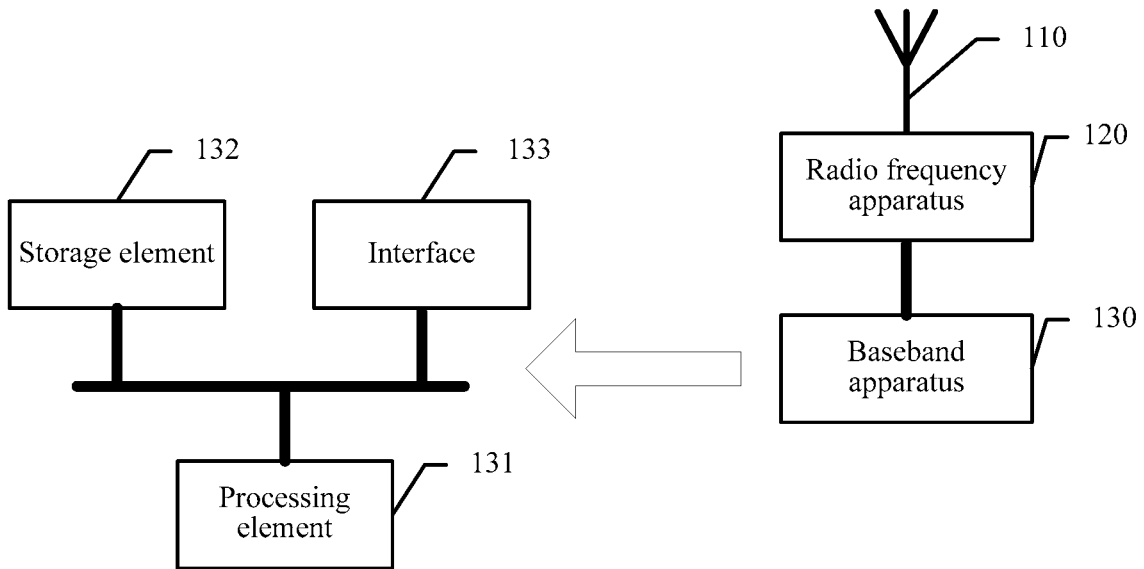 110
120
Radio frequency
apparatus
132
133
Storage element
Interface
130
Baseband
apparatus
131
Processing
element